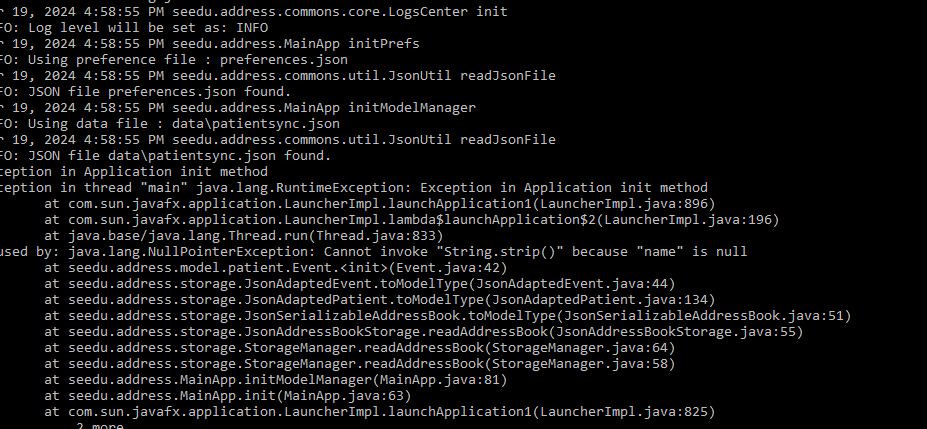 r 19, 2024 4:58:55 PM seedu.address.commons.core.LogsCenter init
FO: Log level will be set as: INFO
r 19, 2024 4:58:55 PM seedu.address.MainApp initPrefs
FO: Using preference file : preferences.json
r 19, 2024 4:58:55 PM seedu.address.commons.util.JsonUtil readJsonFile
FO: JSON file preferences.json found.
r 19, 2024 4:58:55 PM seedu.address.MainApp initModelManager
FO: Using data file : data\patientsync.json
r 19, 2024 4:58:55 PM seedu.address.commons.util.JsonUtil readJsonFile
FO: JSON file data\patientsync.json found.
ception in Application init method
ception in thread "main" java.lang.RuntimeException: Exception in Application init method
at com.sun.javafx.application.LauncherImpl.launchApplication1(LauncherImpl.java:896)
at com.sun.javafx.application.LauncherImpl.lambda$launchApplication$2(LauncherImpl.java:196)
at java.base/java.lang.Thread.run(Thread.java:833)
used by: java.lang.NullPointerException: Cannot invoke "String.strip()" because "name" is null
at seedu.address.model.patient.Event.<init>(Event.java:42)
at seedu.address.storage.JsonAdaptedEvent.toModelType(JsonAdaptedEvent.java:44)
at seedu.address.storage.JsonAdaptedPatient.toModelType(JsonAdaptedPatient.java:134)
at seedu.address.storage.JsonSerializableAddressBook.toModelType(JsonSerializableAddressBook.java:51)
at seedu.address.storage.JsonAddressBookStorage.readAddressBook(JsonAddressBookStorage.java:55)
at seedu.address.storage.StorageManager.readAddressBook(StorageManager.java:64)
at seedu.address.storage.StorageManager.readAddressBook(StorageManager.java:58)
at seedu.address.MainApp.initModelManager(MainApp.java:81)
at seedu.address.MainApp.init(MainApp.java:63)
at com.sun.javafx.application.LauncherImpl.launchApplication1(LauncherImpl.java:825)
2 more